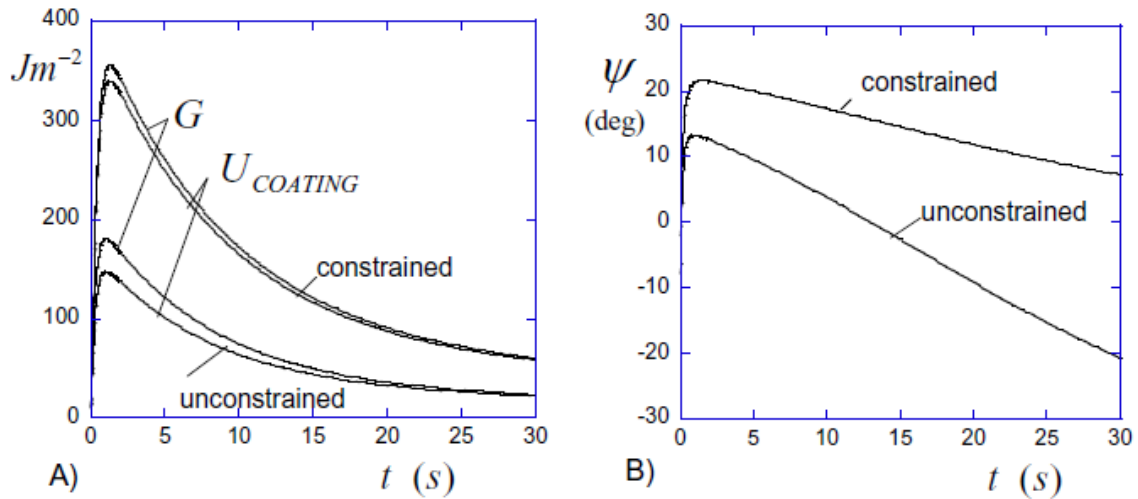 400
Jm⁻²
300
200
100
0
G
U COATING
constrained
unconstrained
0 5 10 15 20 25 30
A) t (s)
30
ψ
20
(deg)
10
0
-10
-20
-30
constrained
unconstrained
0 5 10 15 20 25 30
B) t (s)